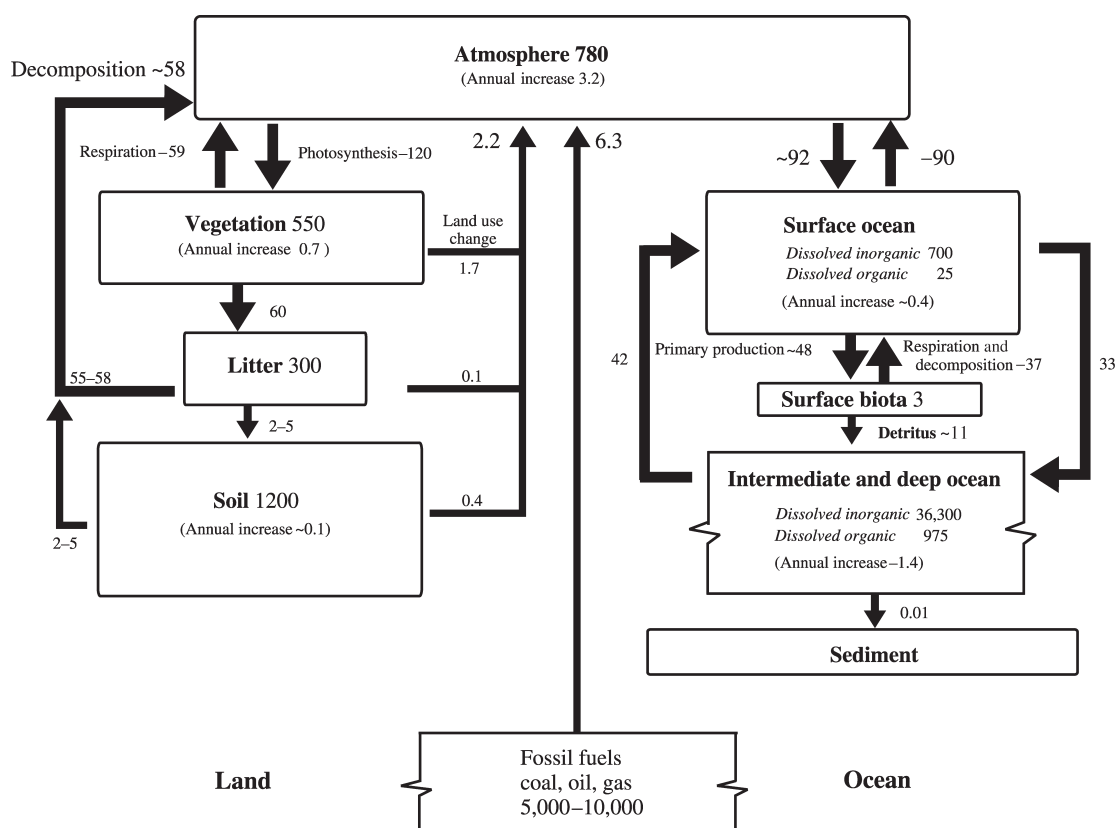 Atmosphere 780
(Annual increase 3.2)
Decomposition ~58
Respiration–59
Photosynthesis–120
2.2
6.3
~92
–90
Vegetation 550
(Annual increase 0.7 )
Land use
change
1.7
60
Litter 300
55–58
0.1
2–5
Soil 1200
(Annual increase ~0.1)
0.4
2–5
Surface ocean
Dissolved inorganic 700
Dissolved organic 25
(Annual increase ~0.4)
42
Primary production~48
Respiration and
decomposition–37
33
Surface biota 3
Detritus ~11
Intermediate and deep ocean
Dissolved inorganic 36,300
Dissolved organic 975
(Annual increase–1.4)
0.01
Sediment
Land
Fossil fuels
coal, oil, gas
5,000–10,000
Ocean